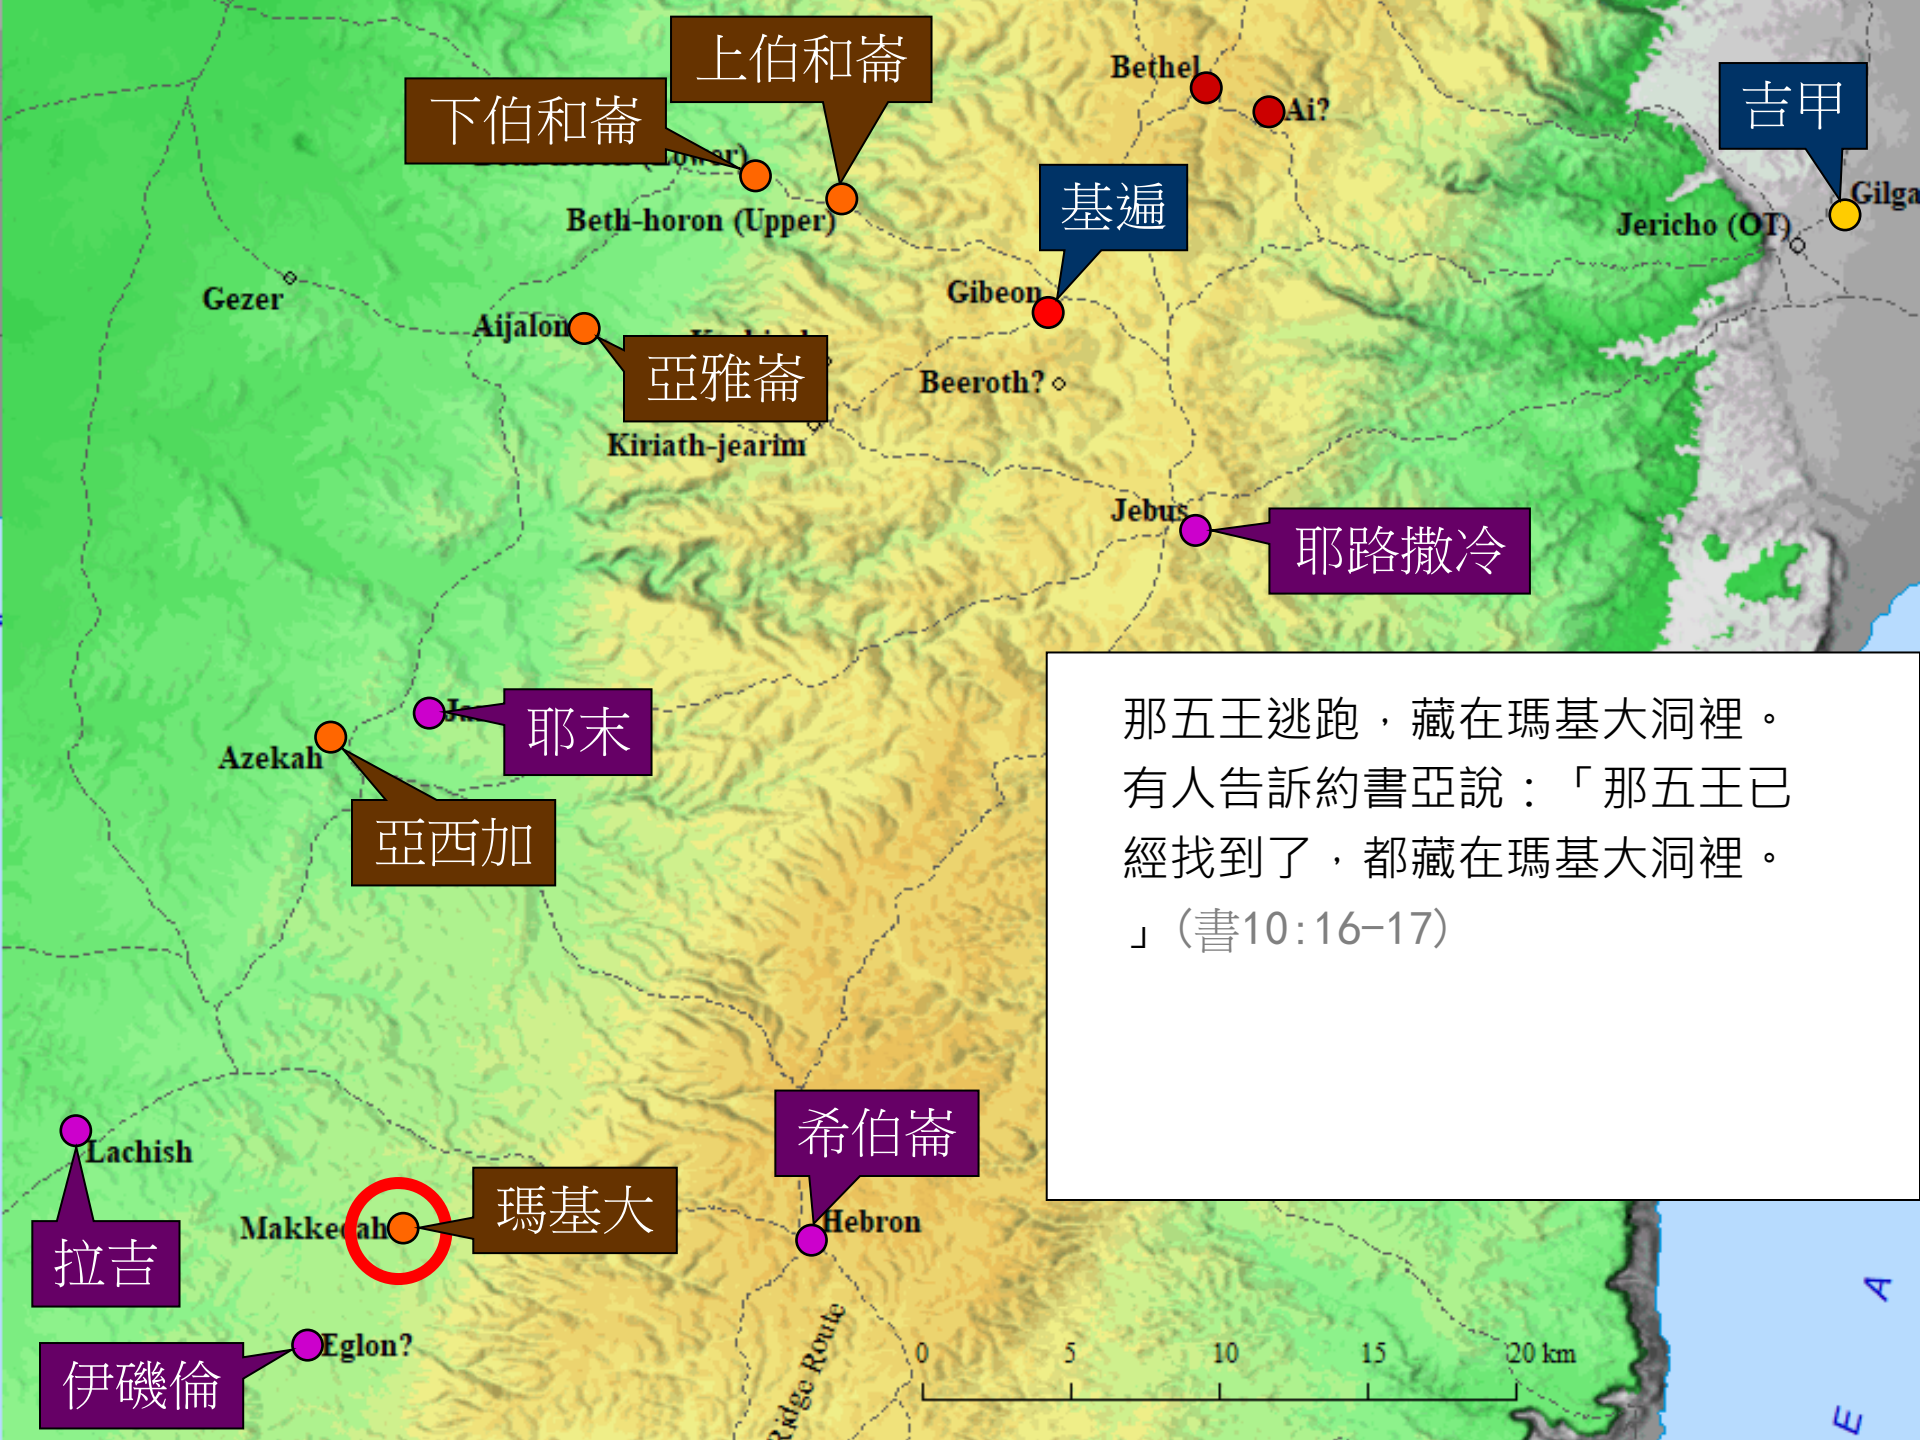 上伯和崙
下伯和崙
Bethel
Ai?
吉甲
(Lower)
基遍
Gilga
Beth-horon (Upper)
Jericho (OT)
Gezer
Gibeon
Aijalon
亞雅崙
Beeroth?
Kiriath-jearim
Jebus
耶路撒冷
耶末
Azekah
亞西加
那五王逃跑，藏在瑪基大洞裡。
有人告訴約書亞說：「那五王已
經找到了，都藏在瑪基大洞裡。
」(書10:16-17)
希伯崙
Lachish
瑪基大
Makkedah
Hebron
拉吉
Eglon?
伊磯倫
Ridge Route
0 5 10 15 20 km
E A